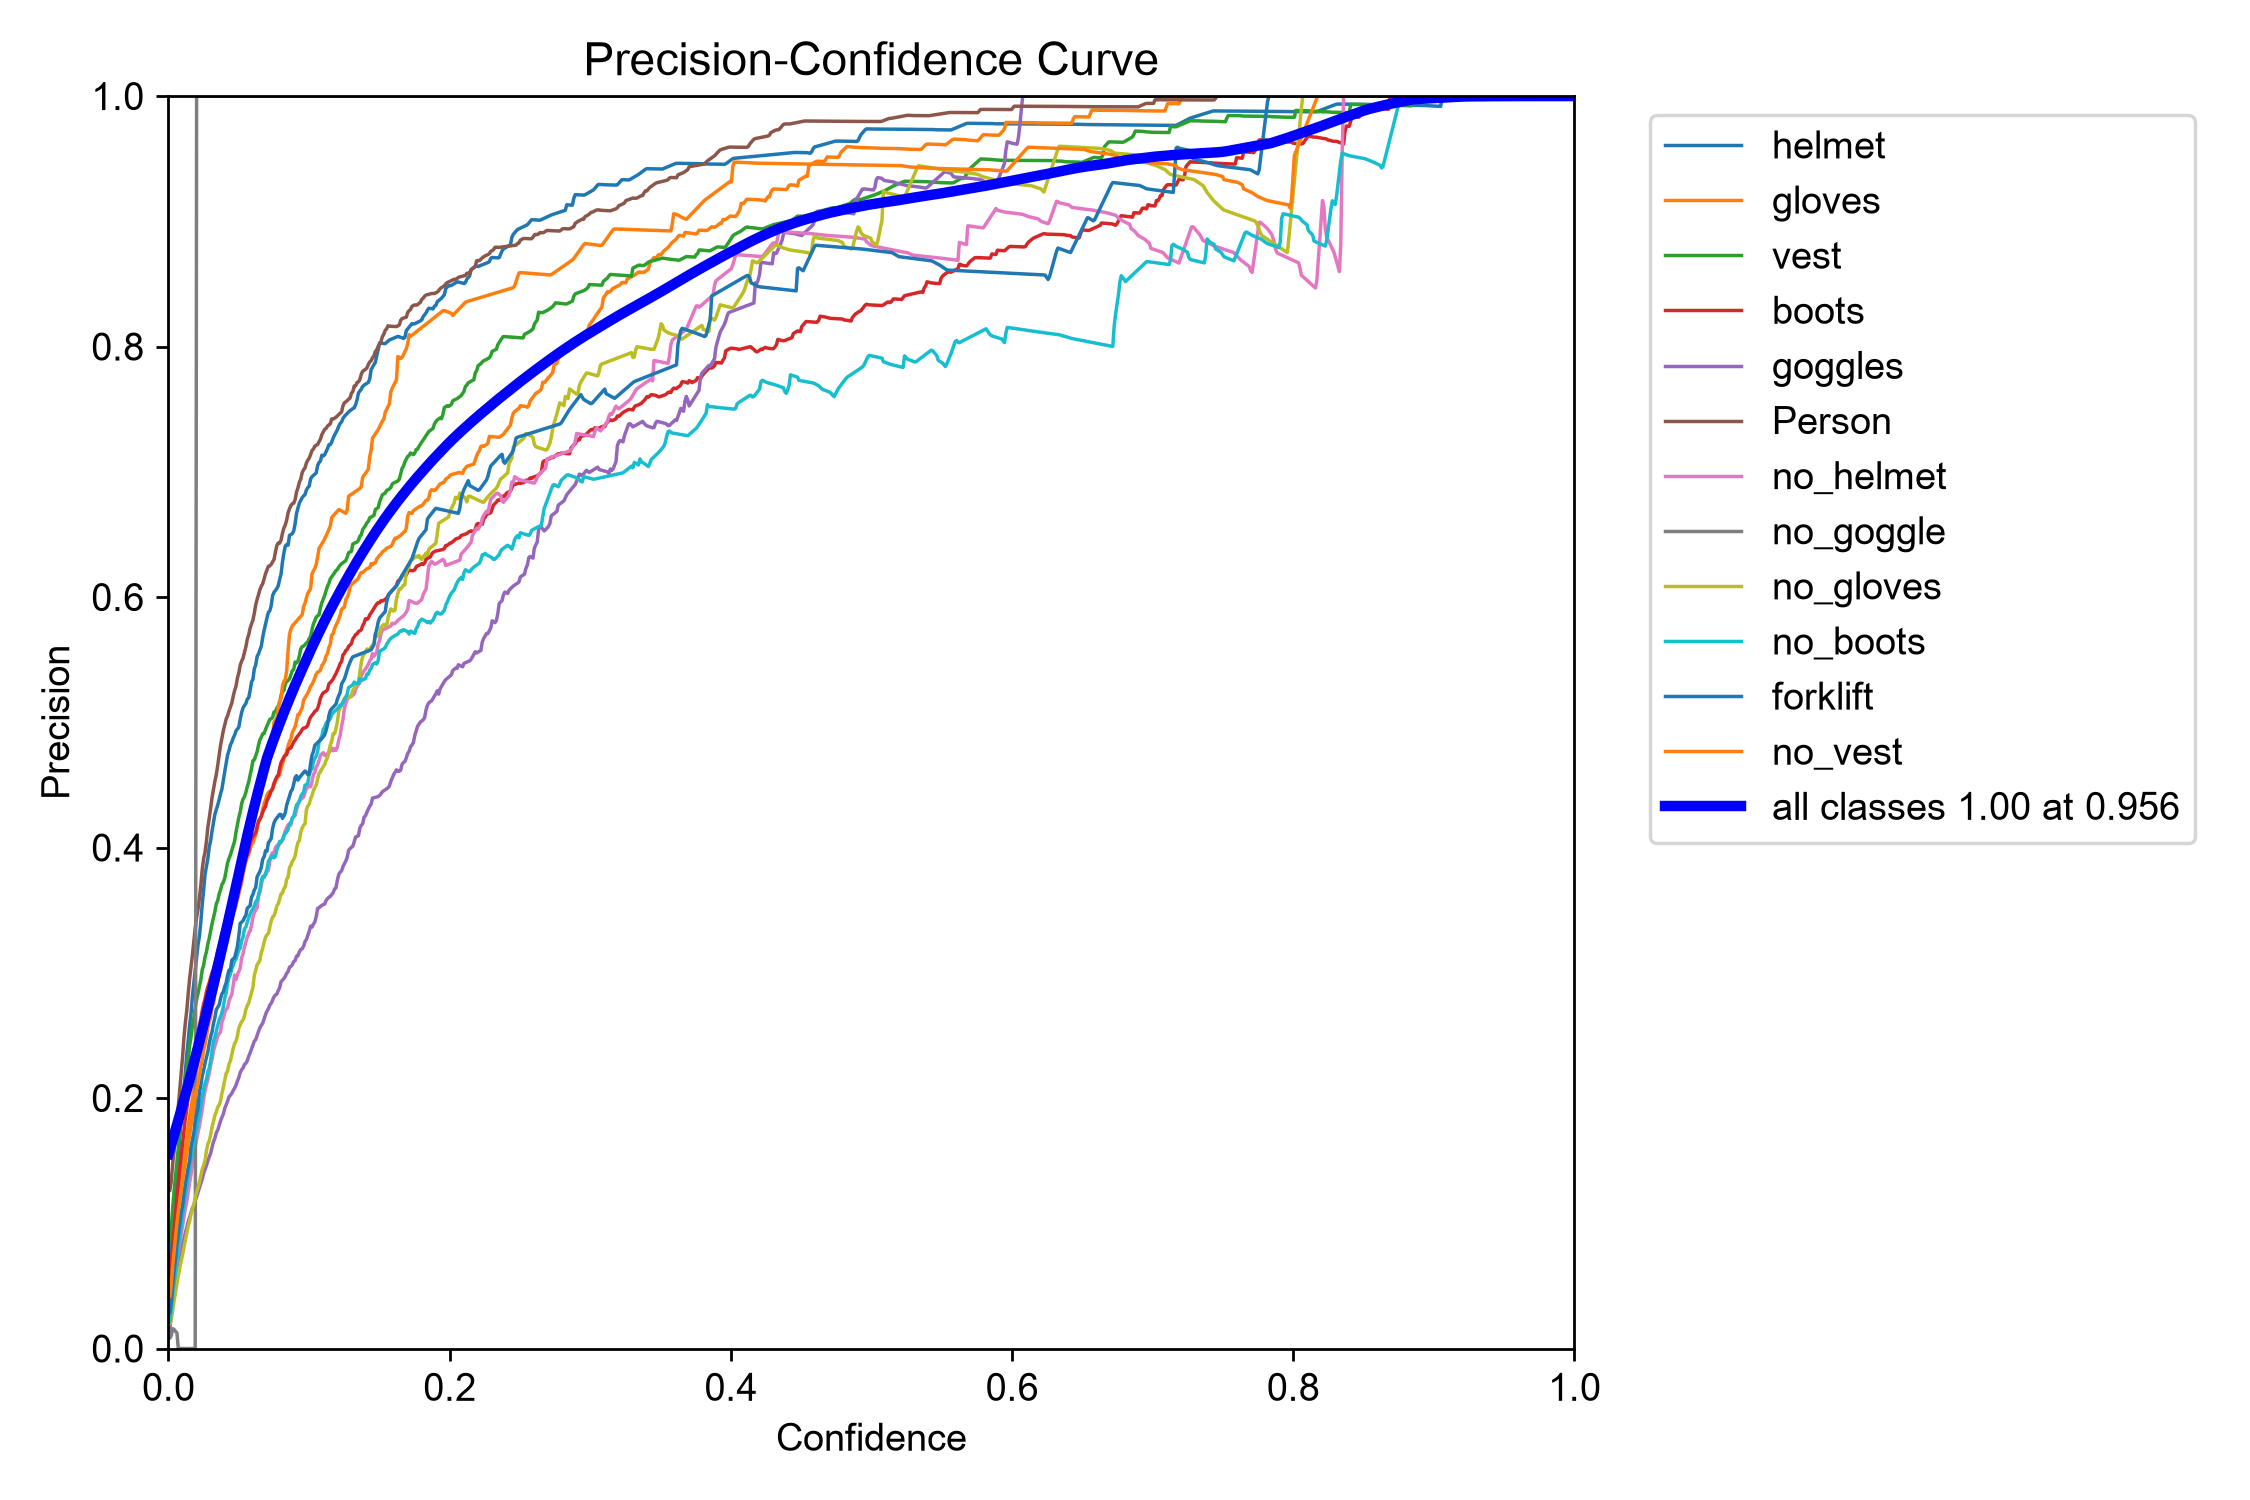 Precision-Confidence Curve
1.0
0.8
0.6
0.4
0.2
0.0
Precision
0.0 0.2 0.4 0.6 0.8 1.0
Confidence
helmet
gloves
vest
boots
goggles
Person
no_helmet
no_goggle
no_gloves
no_boots
forklift
no_vest
all classes 1.00 at 0.956